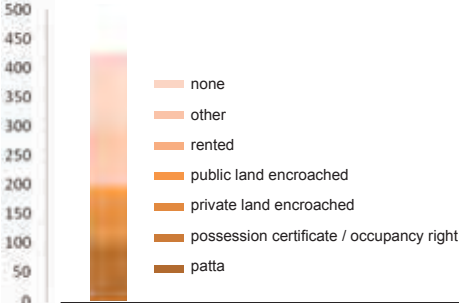 500
450
400
350
300
250
200
150
100
50
0
none
other
rented
public land encroached
private land encroached
possession certificate / occupancy right
patta